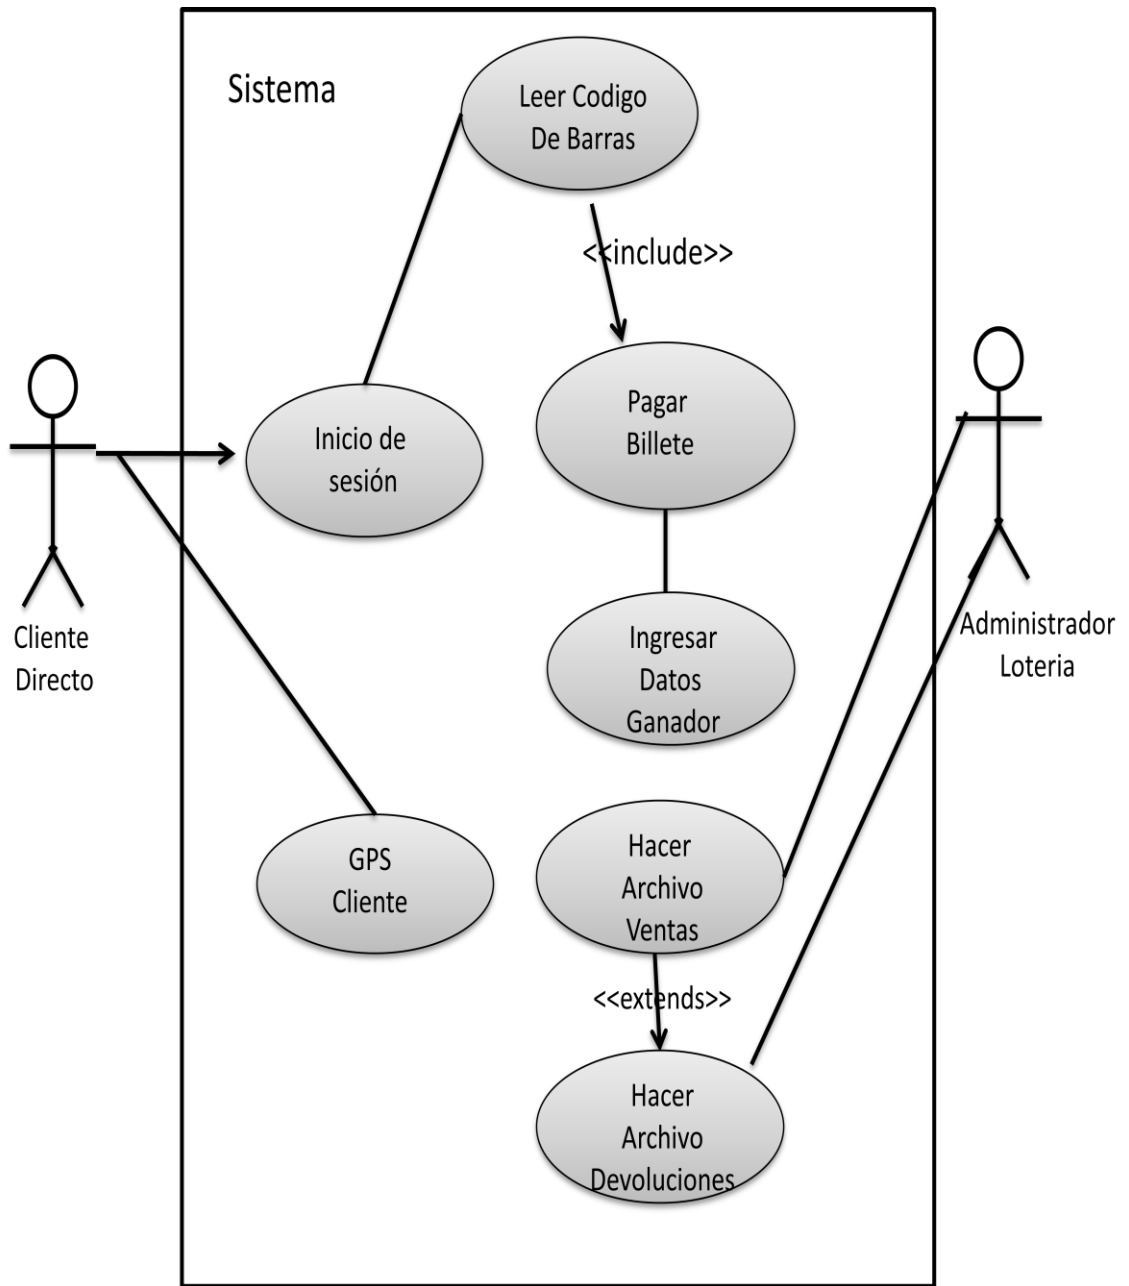 Sistema
Leer Codigo
De Barras
<<include>>
Pagar
Billete
Inicio de
sesión
Ingresar
Datos
Ganador
Cliente
Directo
Administrador
Loteria
GPS
Cliente
Hacer
Archivo
Ventas
<<extends>>
Hacer
Archivo
Devoluciones